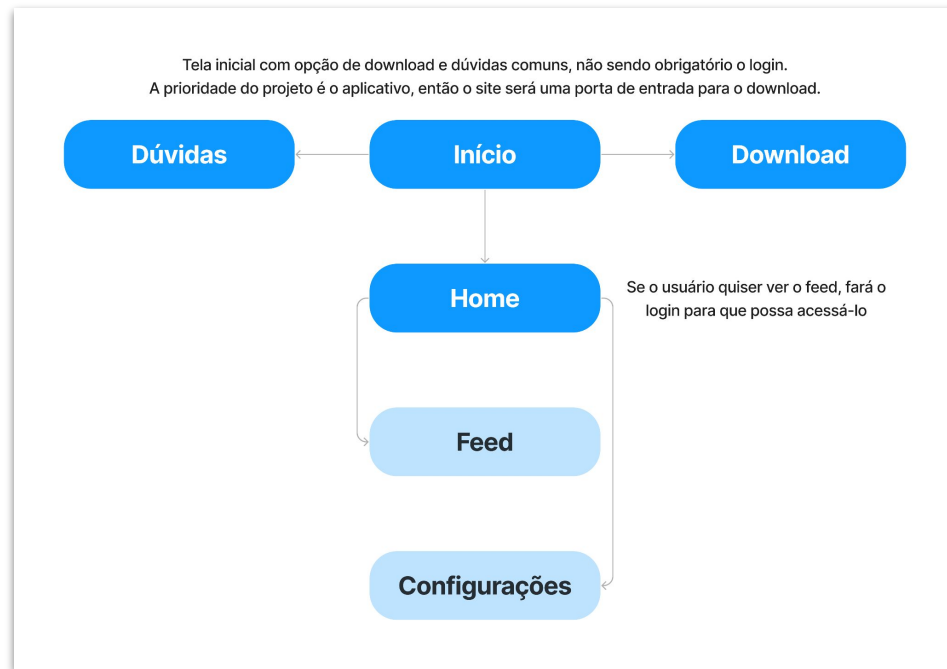 Tela inicial com opção de download e dúvidas comuns, não sendo obrigatório o login.
A prioridade do projeto é o aplicativo, então o site será uma porta de entrada para o download.
Dúvidas
Início
Download
Home
Se o usuário quiser ver o feed, fará o
login para que possa acessá-lo
Feed
Configurações